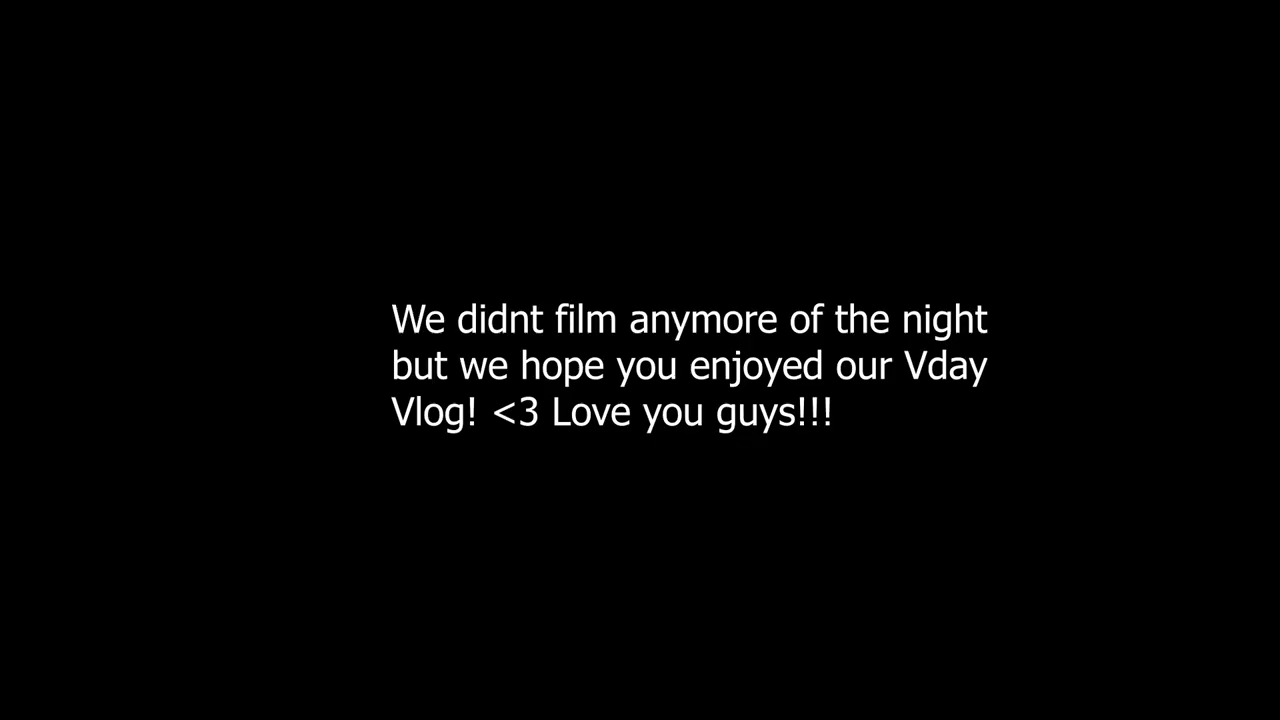 We didnt film anymore of the night
but we hope you enjoyed our Vday
Vlog! <3 Love you guys!!!